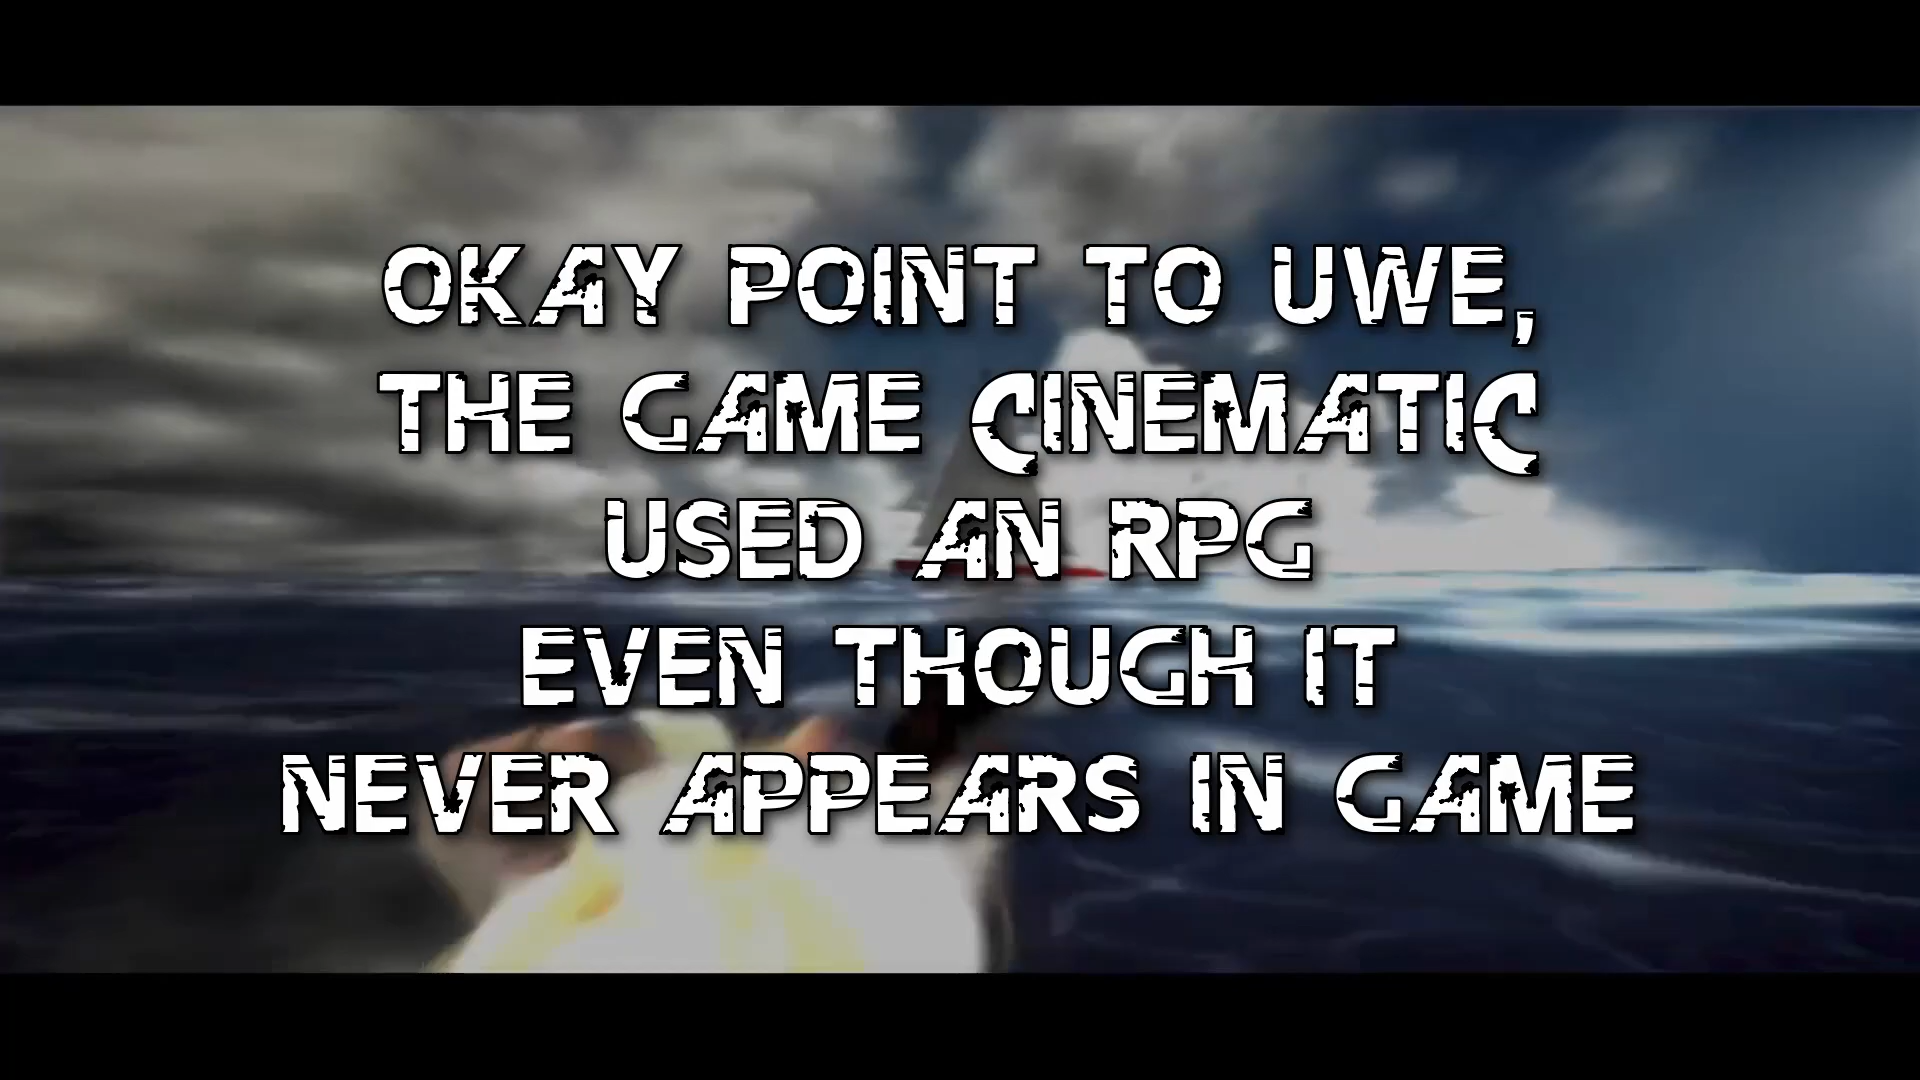 OKAY POINT TO UWE,
THE GAME CINEMATIC
USED AN RPG
EVEN THOUGH IT
NEVER APPEARS IN GAME